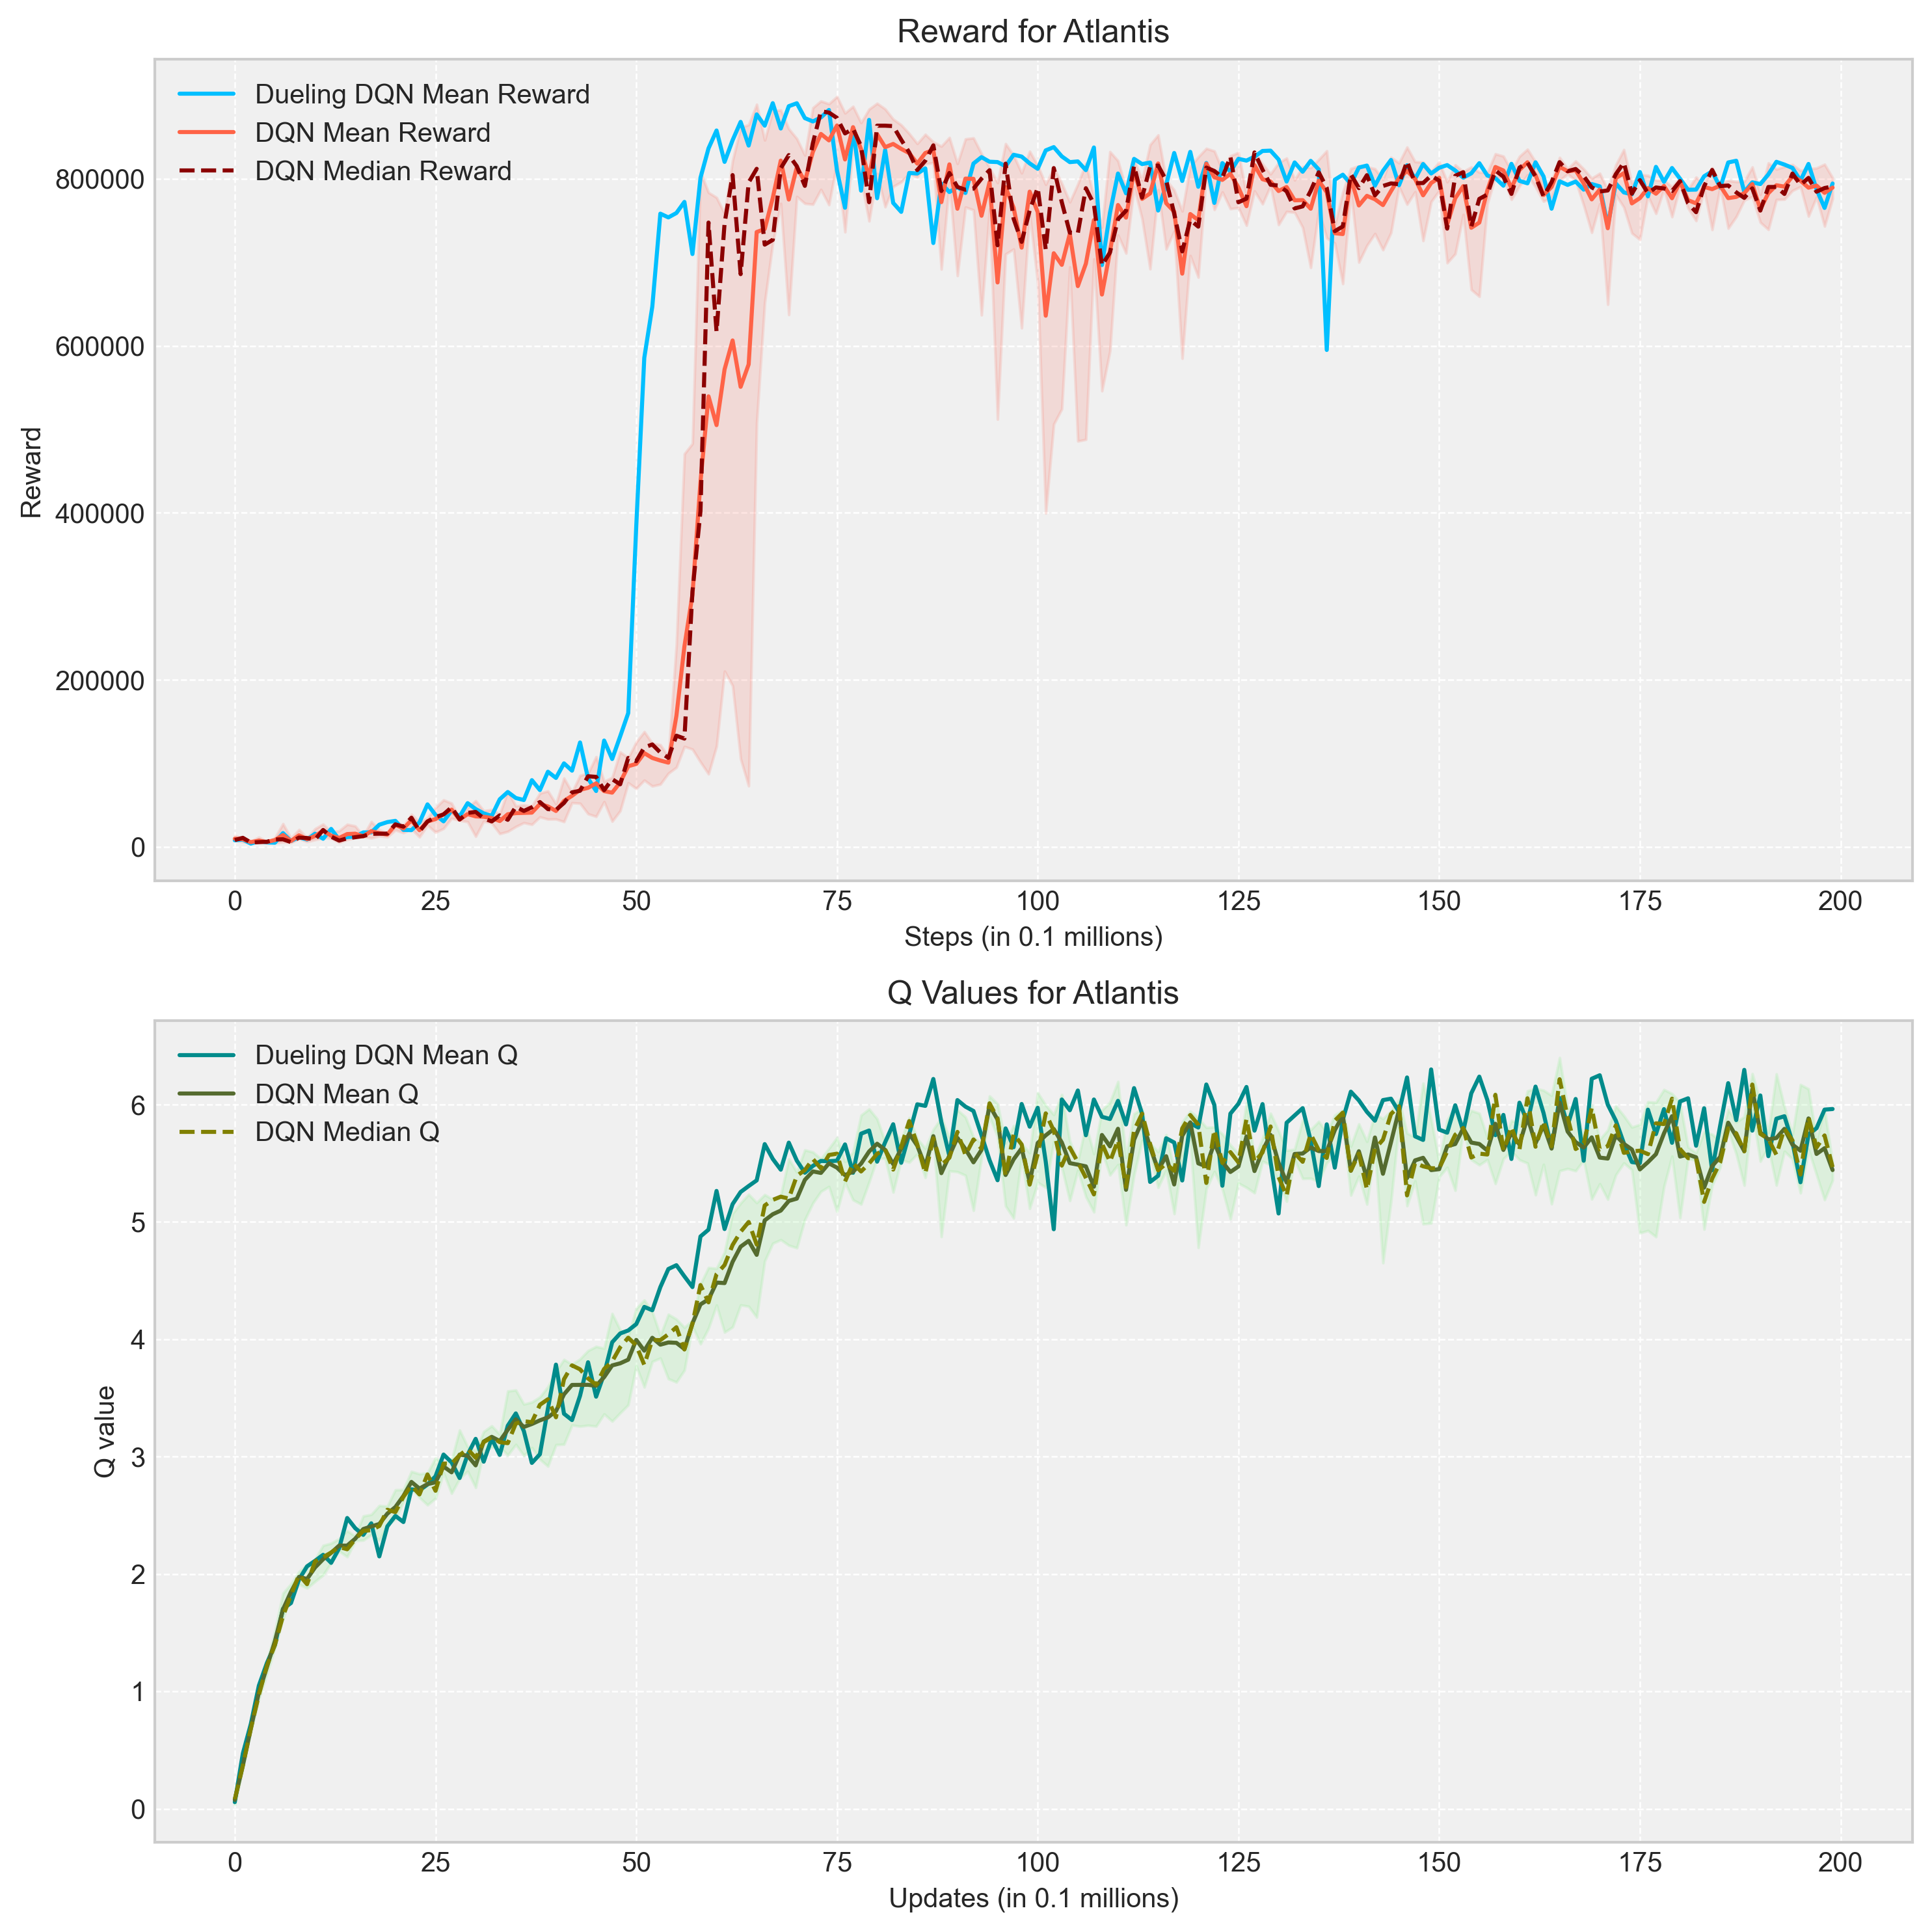 Reward for Atlantis
Dueling DQN Mean Reward
DQN Mean Reward
DQN Median Reward
800000
600000
400000
200000
0
Reward
0 25 50 75 100 125 150 175 200
Steps (in 0.1 millions)
Q Values for Atlantis
Dueling DQN Mean Q
DQN Mean Q
DQN Median Q
6
5
4
3
2
1
0
Q value
0 25 50 75 100 125 150 175 200
Updates (in 0.1 millions)